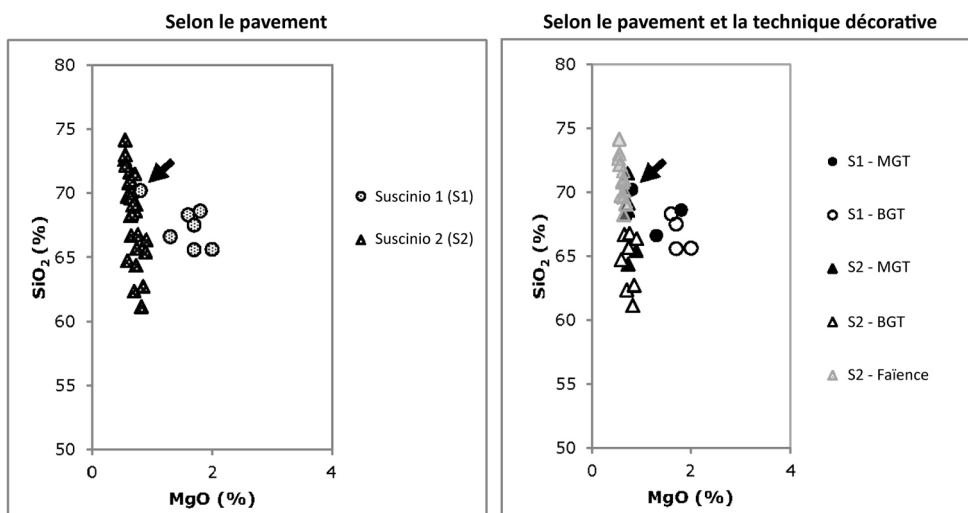 Selon le pavement
80
75
70
65
60
55
50
SiO₂ (%)
0
2
4
MgO (%)
Suscinio 1 (S1)
Suscinio 2 (S2)
Selon le pavement et la technique décorative
80
75
70
65
60
55
50
SiO₂ (%)
0
2
4
MgO (%)
S1 - MGT
S1 - BGT
S2 - MGT
S2 - BGT
S2 - Faïence